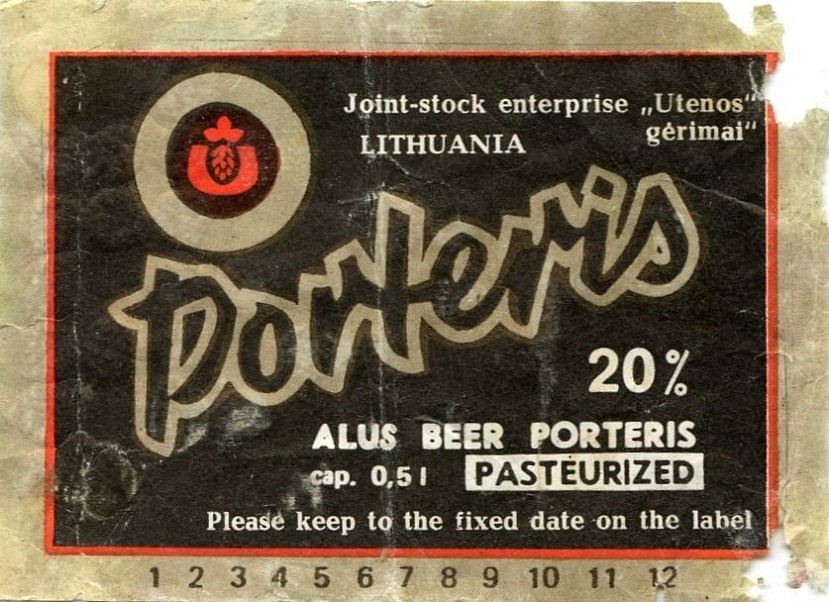 Joint-stock enterprise „Utenos“
gėrimai“
LITHUANIA
Porteris
20%
ALUS BEER PORTERIS
cap. 0,5 l PASTEURIZED
Please keep to the fixed date on the label
1 2 3 4 5 6 7 8 9 10 11 12